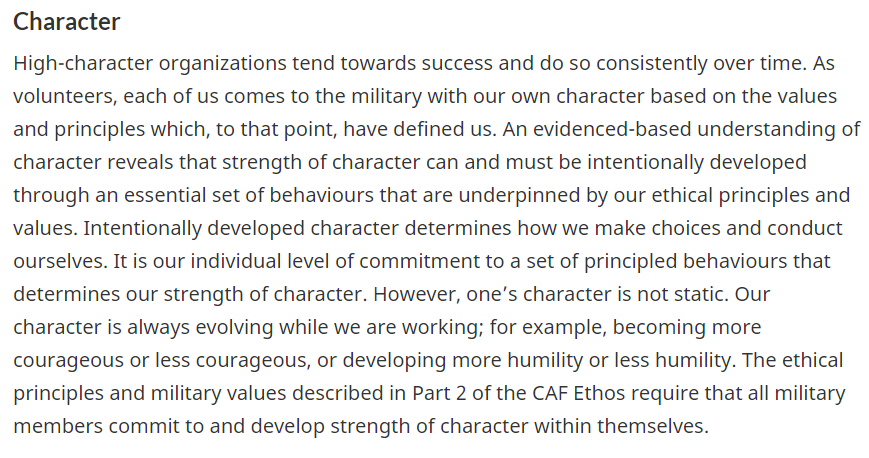 Character
High-character organizations tend towards success and do so consistently over time. As
volunteers, each of us comes to the military with our own character based on the values
and principles which, to that point, have defined us. An evidenced-based understanding of
character reveals that strength of character can and must be intentionally developed
through an essential set of behaviours that are underpinned by our ethical principles and
values. Intentionally developed character determines how we make choices and conduct
ourselves. It is our individual level of commitment to a set of principled behaviours that
determines our strength of character. However, one’s character is not static. Our
character is always evolving while we are working; for example, becoming more
courageous or less courageous, or developing more humility or less humility. The ethical
principles and military values described in Part 2 of the CAF Ethos require that all military
members commit to and develop strength of character within themselves.